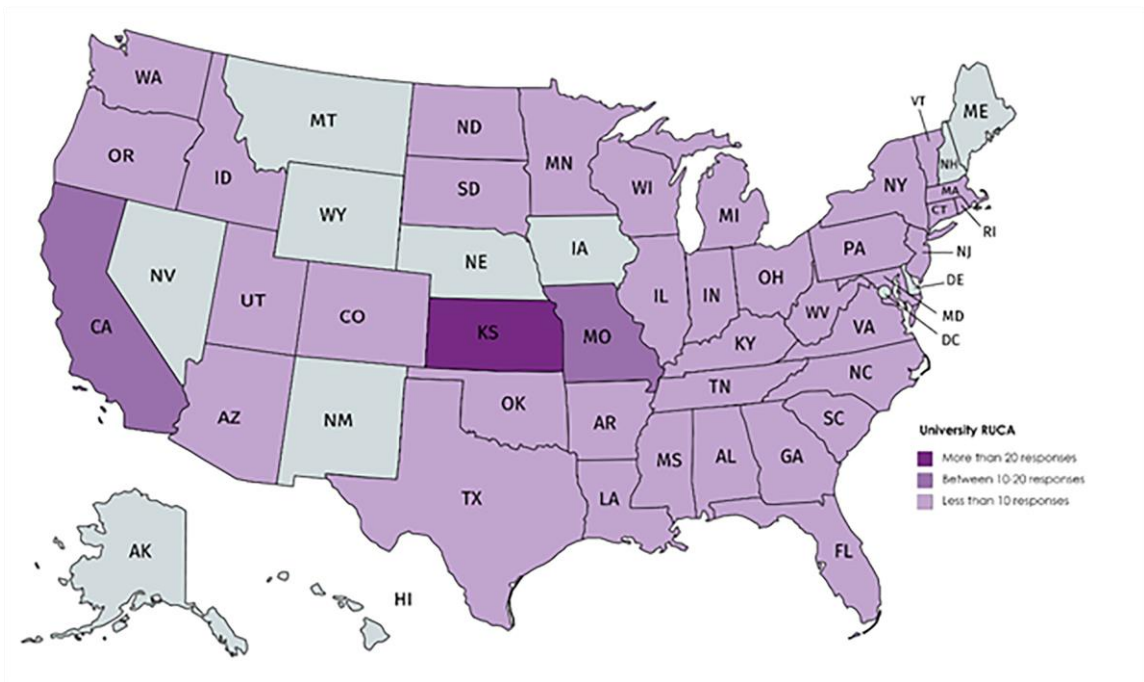 WA
MT
ND
MN
OR
ID
SD
WI
MI
WY
VT
ME
NH
NY
MA
CT
RI
NV
NE
IA
PA
NJ
UT
CO
IL
IN
OH
DE
CA
KS
MO
WV
VA
MD
DC
KY
AZ
NM
OK
AR
TN
NC
SC
MS
AL
GA
TX
LA
FL
AK
HI
University RUCA
More than 20 responses
Between 10-20 responses
Less than 10 responses